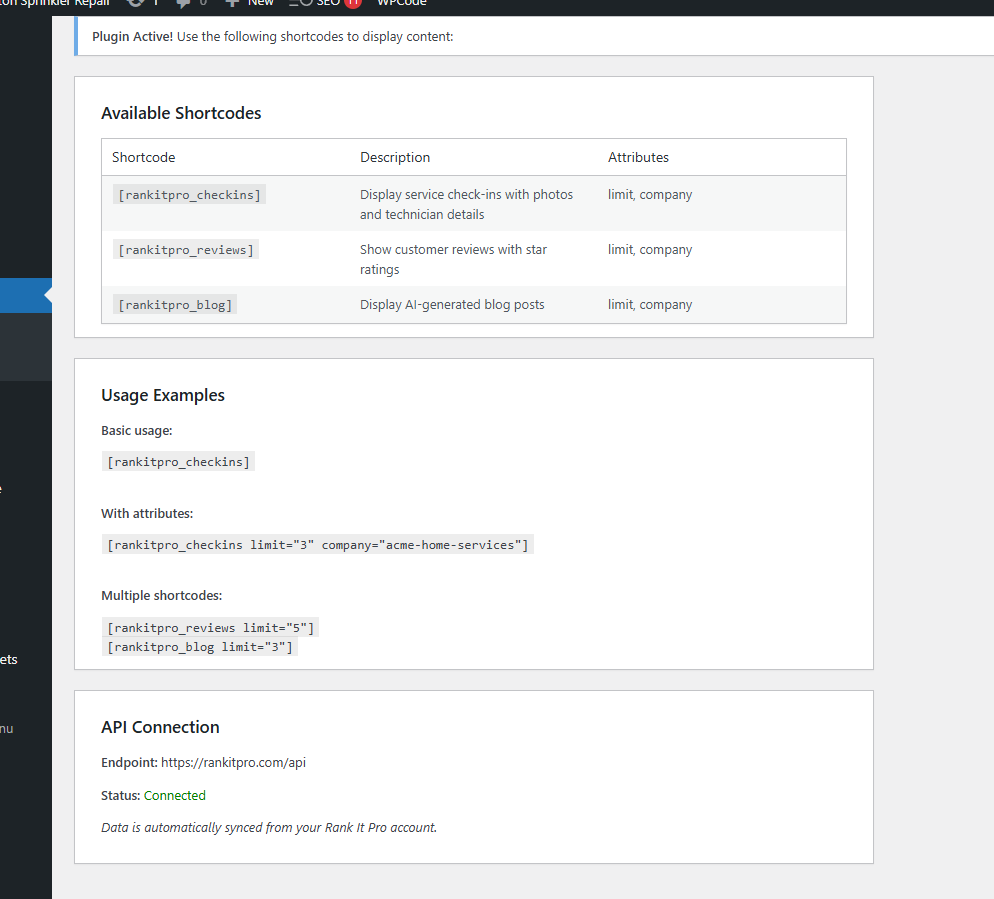 Sprinkler Repair 1 0 New SEO 11 WPCode
Plugin Active! Use the following shortcodes to display content:
Available Shortcodes
Shortcode Description Attributes
[rankitpro_checkins] Display service check-ins with photos limit, company
and technician details
[rankitpro_reviews] Show customer reviews with star limit, company
ratings
[rankitpro_blog] Display AI-generated blog posts limit, company
Usage Examples
Basic usage:
[rankitpro_checkins]
With attributes:
[rankitpro_checkins limit="3" company="acme-home-services"]
Multiple shortcodes:
[rankitpro_reviews limit="5"]
[rankitpro_blog limit="3"]
ets
API Connection
nu
Endpoint: https://rankitpro.com/api
Status: Connected
Data is automatically synced from your Rank It Pro account.